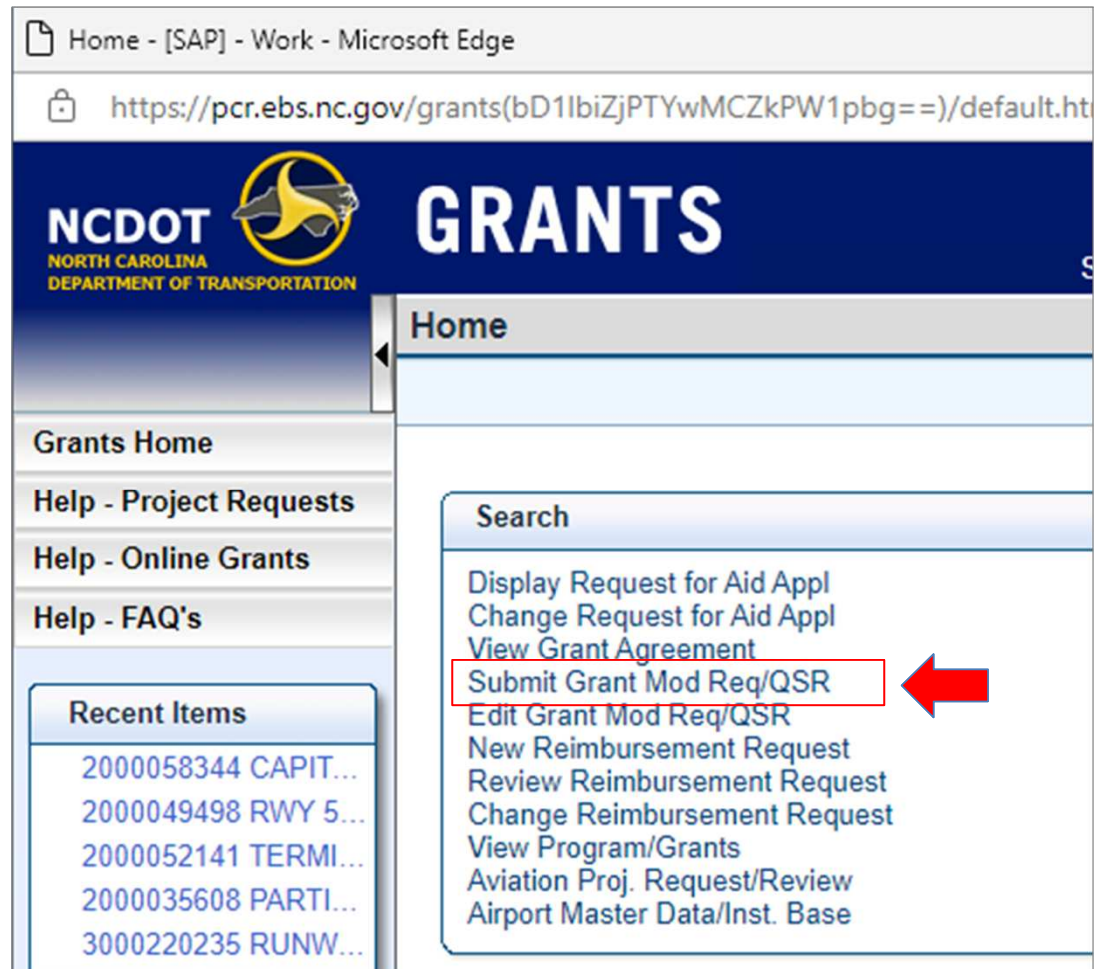 Home - [SAP] - Work - Microsoft Edge
https://pcr.ebs.nc.gov/grants(bD1lbiZjPTYwMCZkPW1pbg==)/default.ht
NCDOT
NORTH CAROLINA
DEPARTMENT OF TRANSPORTATION
GRANTS
S
Home
Grants Home
Help - Project Requests
Help - Online Grants
Help - FAQ's
Recent Items
2000058344 CAPIT...
2000049498 RWY 5...
2000052141 TERMI...
2000035608 PARTI...
3000220235 RUNW...
Search
Display Request for Aid Appl
Change Request for Aid Appl
View Grant Agreement
Submit Grant Mod Req/QSR
Edit Grant Mod Req/QSR
New Reimbursement Request
Review Reimbursement Request
Change Reimbursement Request
View Program/Grants
Aviation Proj. Request/Review
Airport Master Data/Inst. Base